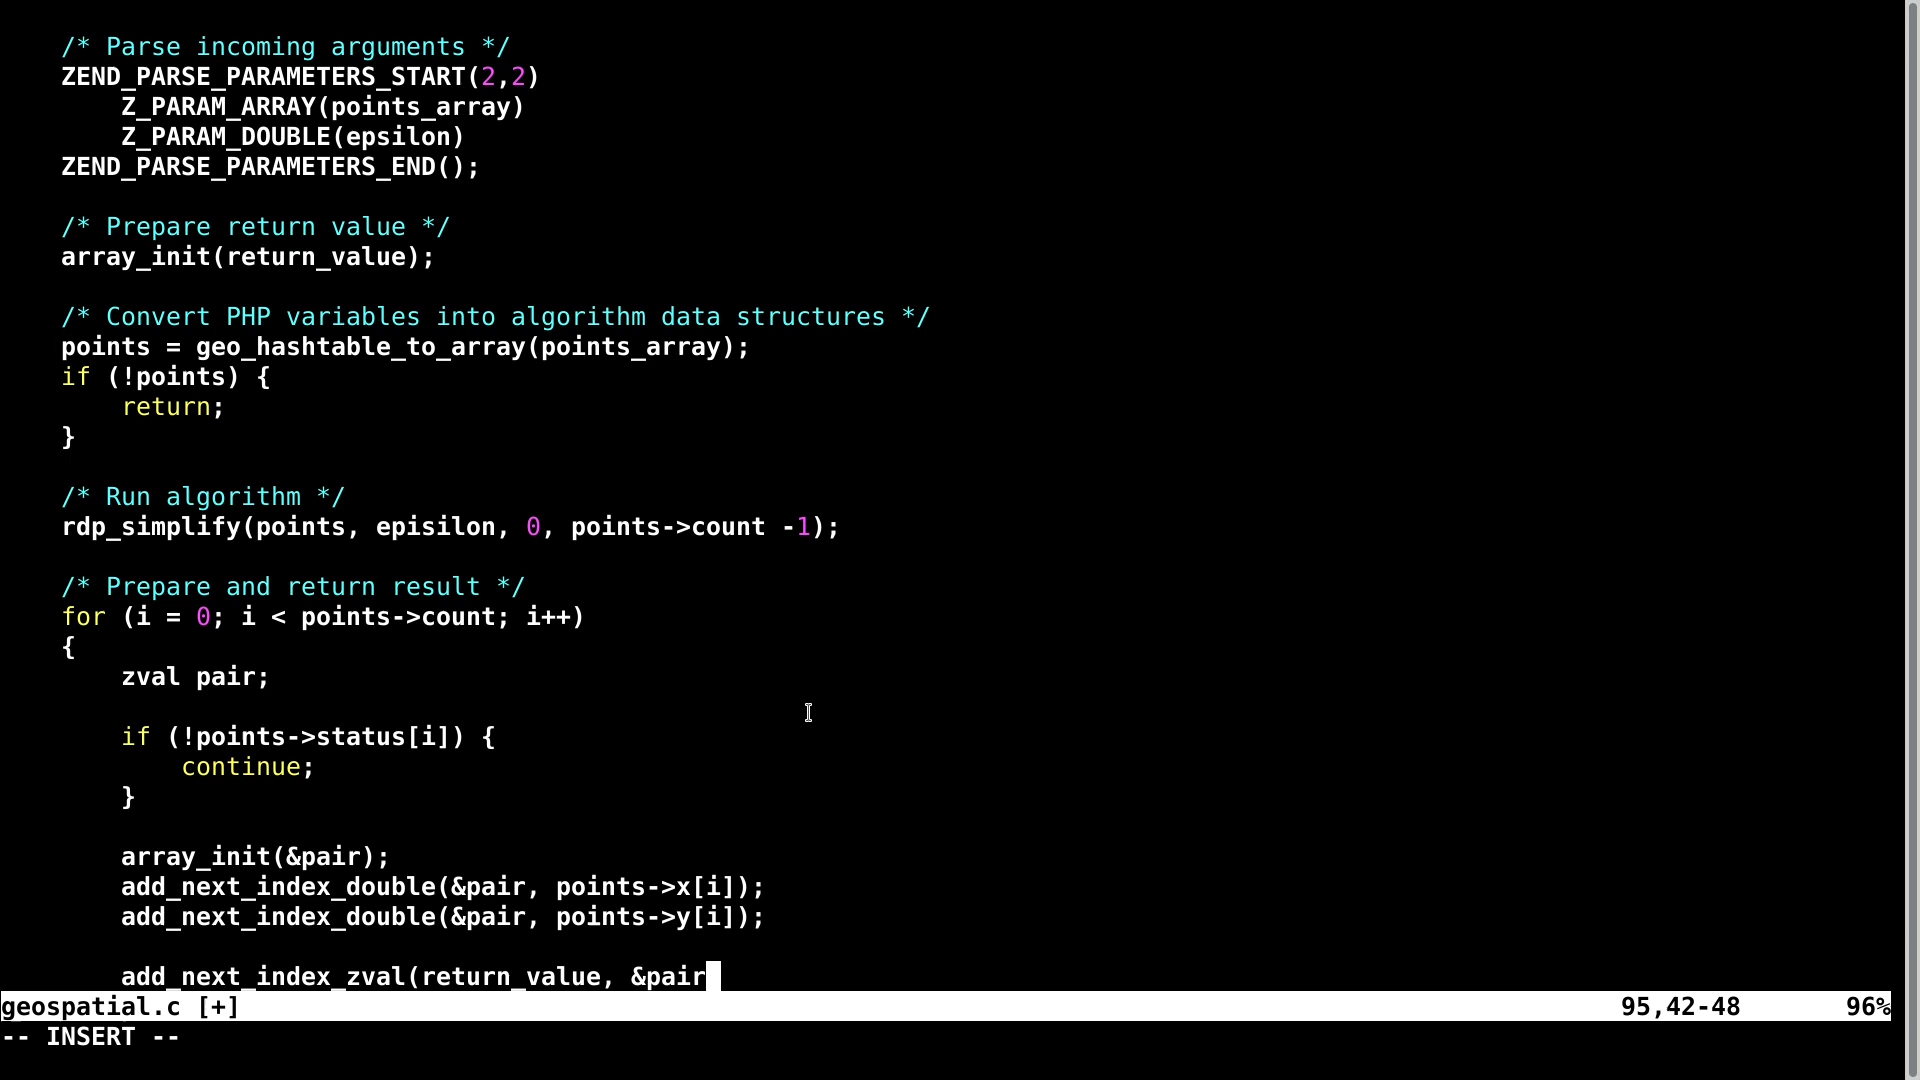 /* Parse incoming arguments */
ZEND_PARSE_PARAMETERS_START(2,2)
Z_PARAM_ARRAY(points_array)
Z_PARAM_DOUBLE(epsilon)
ZEND_PARSE_PARAMETERS_END();
/* Prepare return value */
array_init(return_value);
/* Convert PHP variables into algorithm data structures */
points = geo_hashtable_to_array(points_array);
if (!points) {
return;
}
/* Run algorithm */
rdp_simplify(points, episilon, 0, points->count -1);
/* Prepare and return result */
for (i = 0; i < points->count; i++)
{
zval pair;
if (!points->status[i]) {
continue;
}
array_init(&pair);
add_next_index_double(&pair, points->x[i]);
add_next_index_double(&pair, points->y[i]);
add_next_index_zval(return_value, &pair
geospatial.c [+] 95,42-48 96%
-- INSERT --